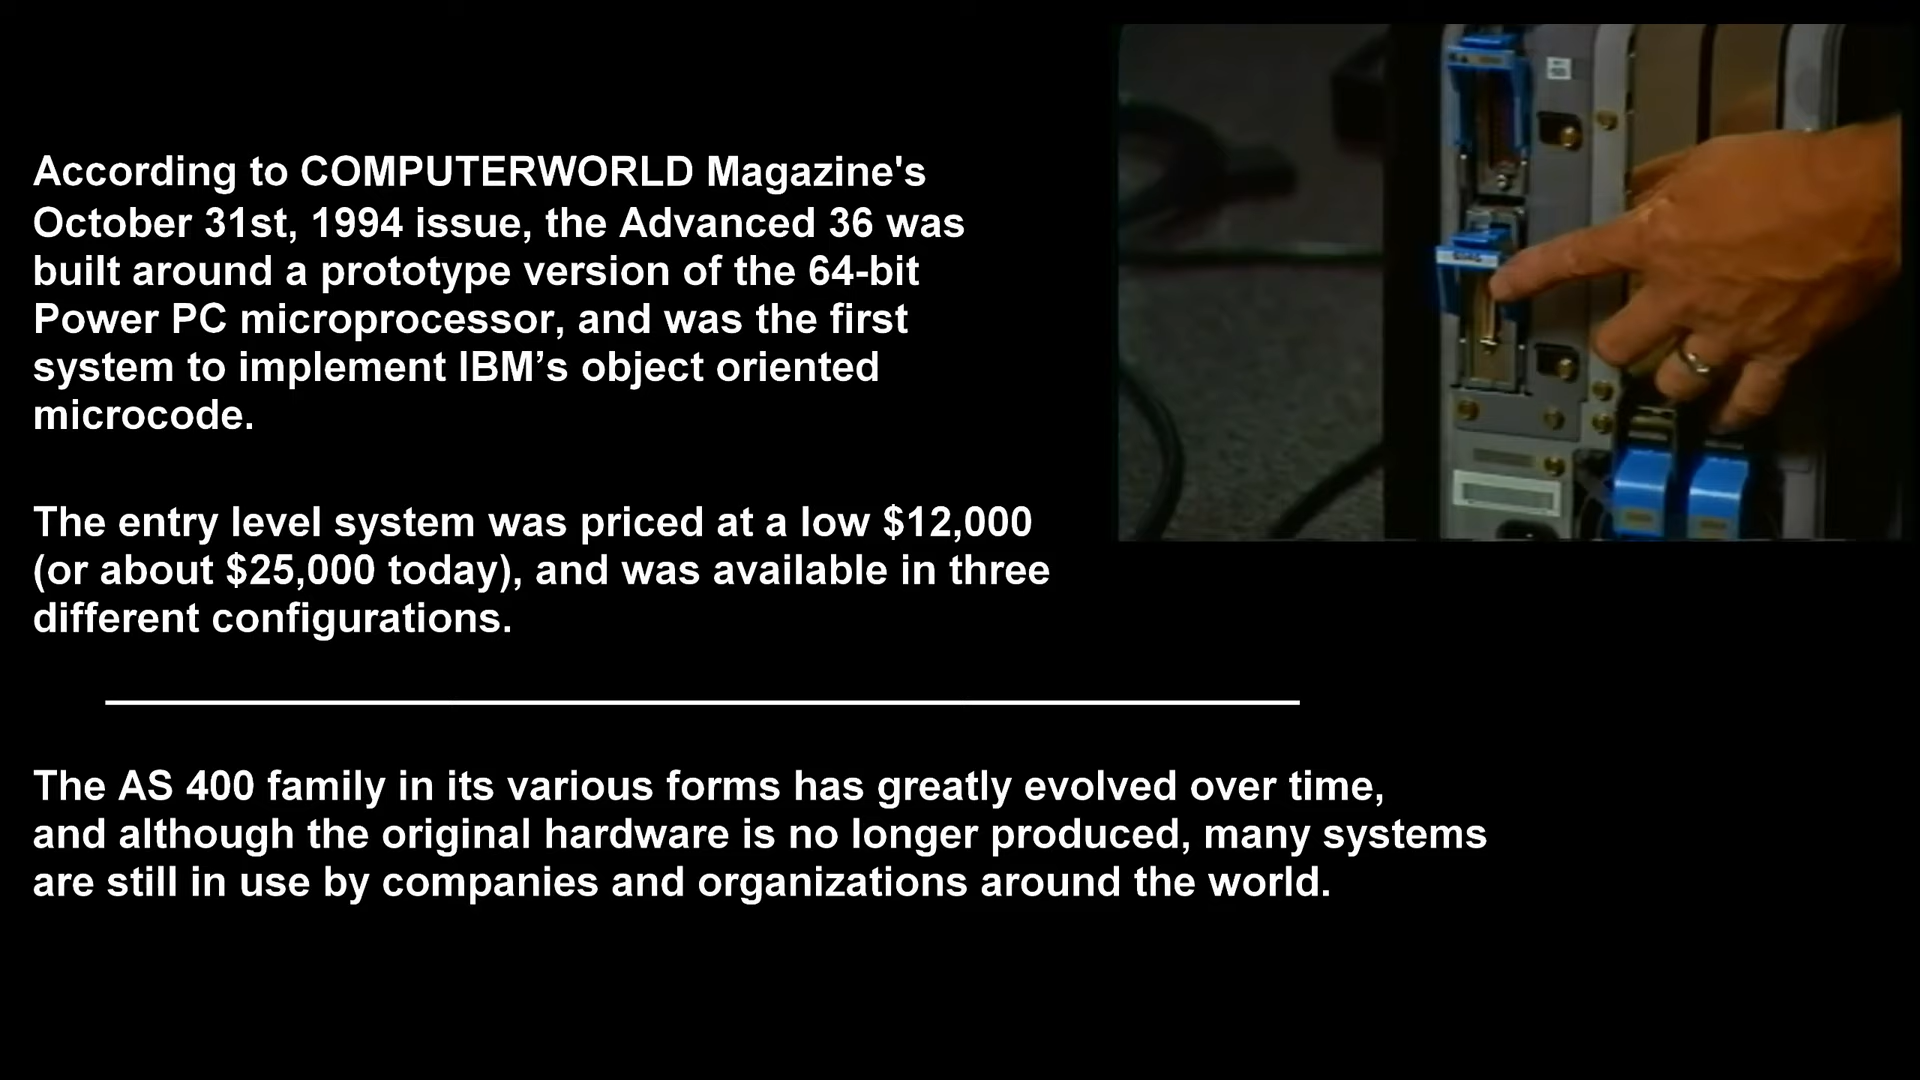 According to COMPUTERWORLD Magazine's
October 31st, 1994 issue, the Advanced 36 was
built around a prototype version of the 64-bit
Power PC microprocessor, and was the first
system to implement IBM’s object oriented
microcode.
The entry level system was priced at a low $12,000
(or about $25,000 today), and was available in three
different configurations.
The AS 400 family in its various forms has greatly evolved over time,
and although the original hardware is no longer produced, many systems
are still in use by companies and organizations around the world.